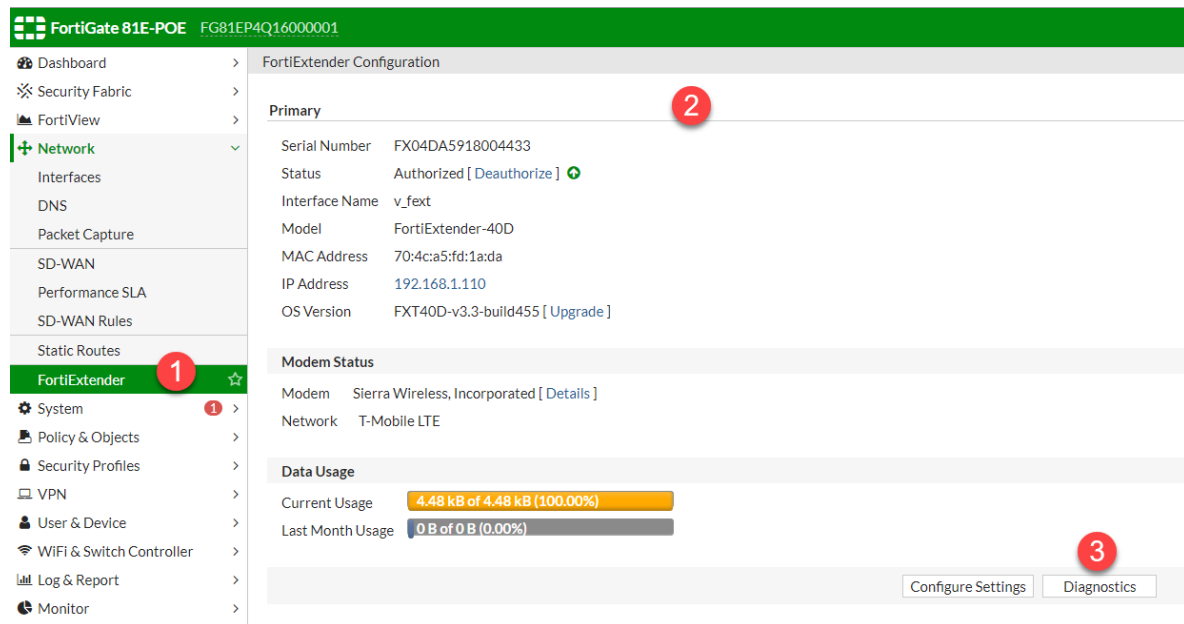 FortiGate 81E-POE FG81EP4Q16000001
Dashboard
Security Fabric
FortiView
Network
Interfaces
DNS
Packet Capture
SD-WAN
Performance SLA
SD-WAN Rules
Static Routes
FortiExtender 1
System 1
Policy & Objects
Security Profiles
VPN
User & Device
WiFi & Switch Controller
Log & Report
Monitor
FortiExtender Configuration
2
Primary
Serial Number FX04DA5918004433
Status Authorized [ Deauthorize ]
Interface Name v_fext
Model FortiExtender-40D
MAC Address 70:4c:a5:fd:1a:da
IP Address 192.168.1.110
OS Version FXT40D-v3.3-build455 [ Upgrade ]
Modem Status
Modem Sierra Wireless, Incorporated [ Details ]
Network T-Mobile LTE
Data Usage
Current Usage 4.48 kB of 4.48 kB (100.00%)
Last Month Usage 0 B of 0 B (0.00%)
3
Configure Settings Diagnostics